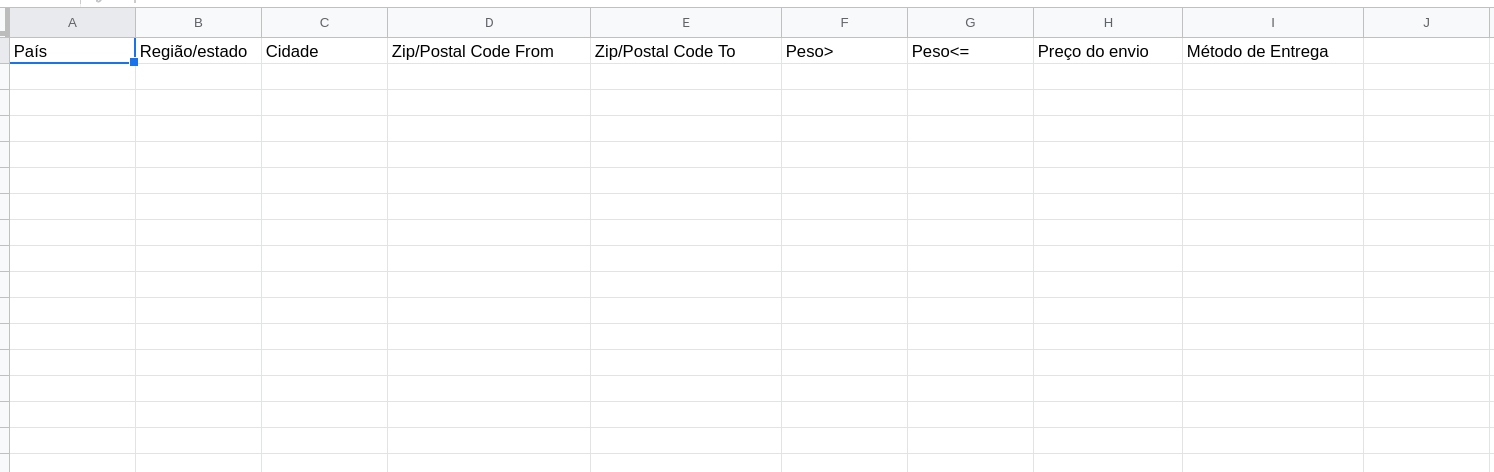 A B C D E F G H I J
País Região/estado Cidade Zip/Postal Code From Zip/Postal Code To Peso> Peso<= Preço do envio Método de Entrega